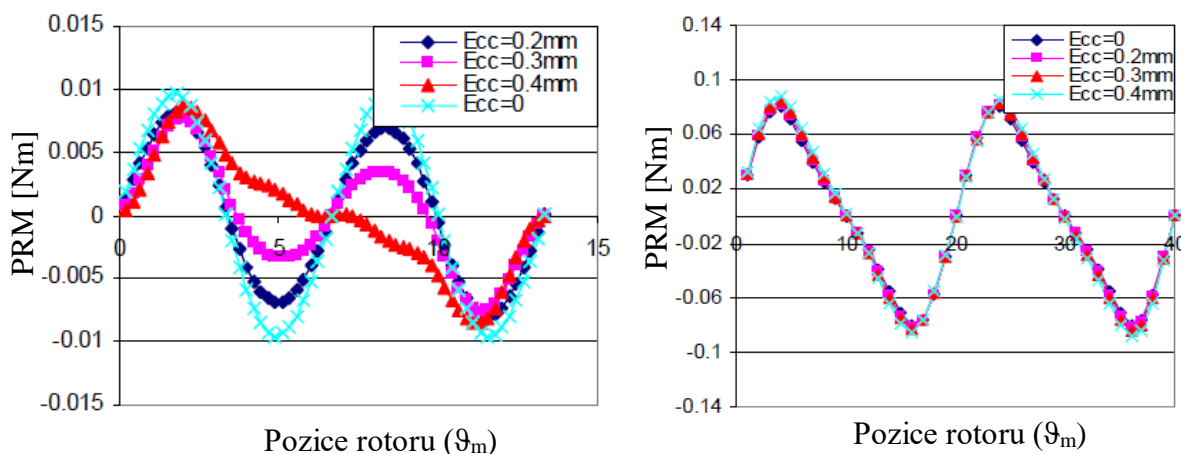 0.015
0.01
0.005
0
-0.005
-0.01
-0.015
PRM [Nm]
0
5
10
15
Pozice rotoru (ϑm)
Ecc=0.2mm
Ecc=0.3mm
Ecc=0.4mm
Ecc=0
0.14
0.1
0.06
0.02
-0.02
-0.06
-0.1
-0.14
PRM [Nm]
0
10
20
30
40
Pozice rotoru (ϑm)
Ecc=0
Ecc=0.2mm
Ecc=0.3mm
Ecc=0.4mm